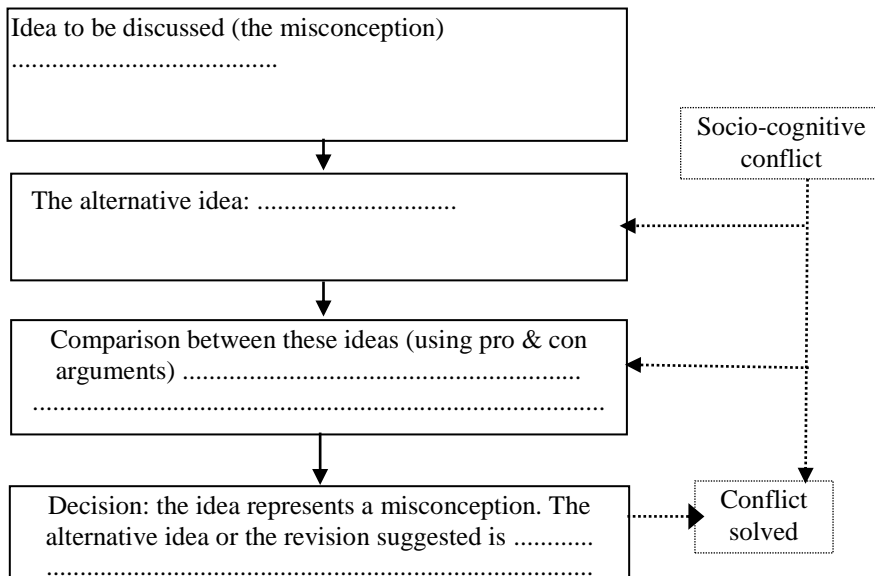 Idea to be discussed (the misconception)
........................................
Socio-cognitive
conflict
The alternative idea: ..............................
Comparison between these ideas (using pro & con
arguments) ............................................................
......................................................................................
Decision: the idea represents a misconception. The
alternative idea or the revision suggested is ............
..................................................................................
Conflict
solved